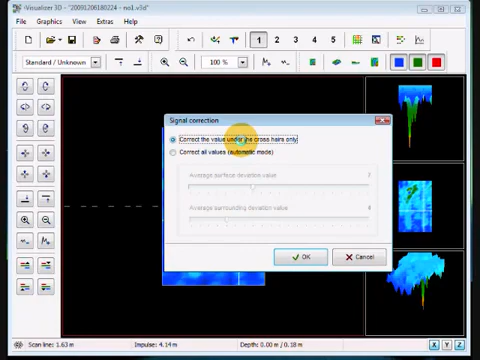 iVisualizer 3D - "20091206180224 - no1.v3d"
File Graphics View Extras Help
1 2 3 4
Standard / Unknown 100 %
Signal correction
Correct the value under the cross hairs only
Correct all values (automatic mode)
Average surface deviation value
Average surrounding deviation value
OK Cancel
Scan line: 1.63 m Impulse: 4.14 m Depth: 0.00 m / 0.18 m X Y Z